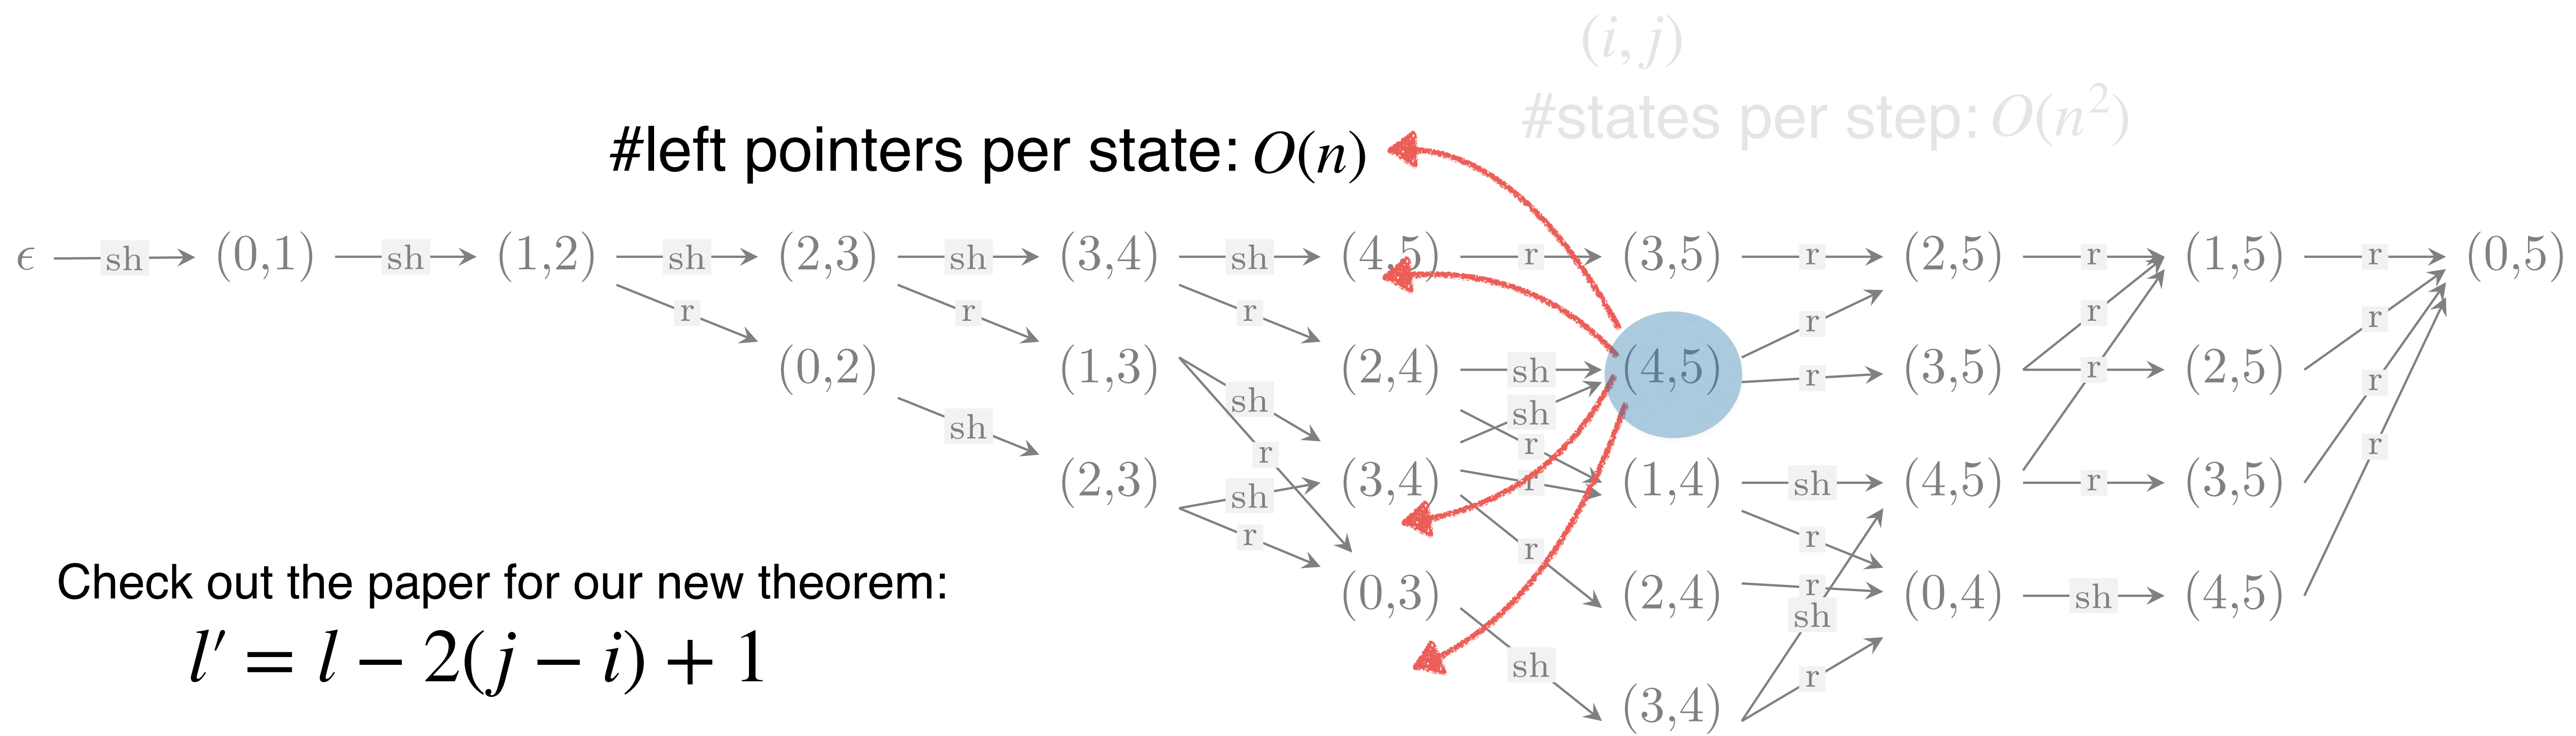 (i, j)
#states per step: O(n²)
#left pointers per state: O(n)
ϵ sh (0,1) sh (1,2) sh (2,3) sh (3,4) sh (4,5) r (3,5) r (2,5) r (1,5) r (0,5)
r r r r r r
(0,2) (1,3) (2,4) sh (4,5) r (3,5) r (2,5)
sh sh sh r r
sh r r
(2,3) sh (3,4) r (1,4) sh (4,5) r (3,5)
r r r
(0,3) (2,4) r (0,4) sh (4,5)
sh sh r
(3,4)
Check out the paper for our new theorem:
l′ = l − 2(j − i) + 1